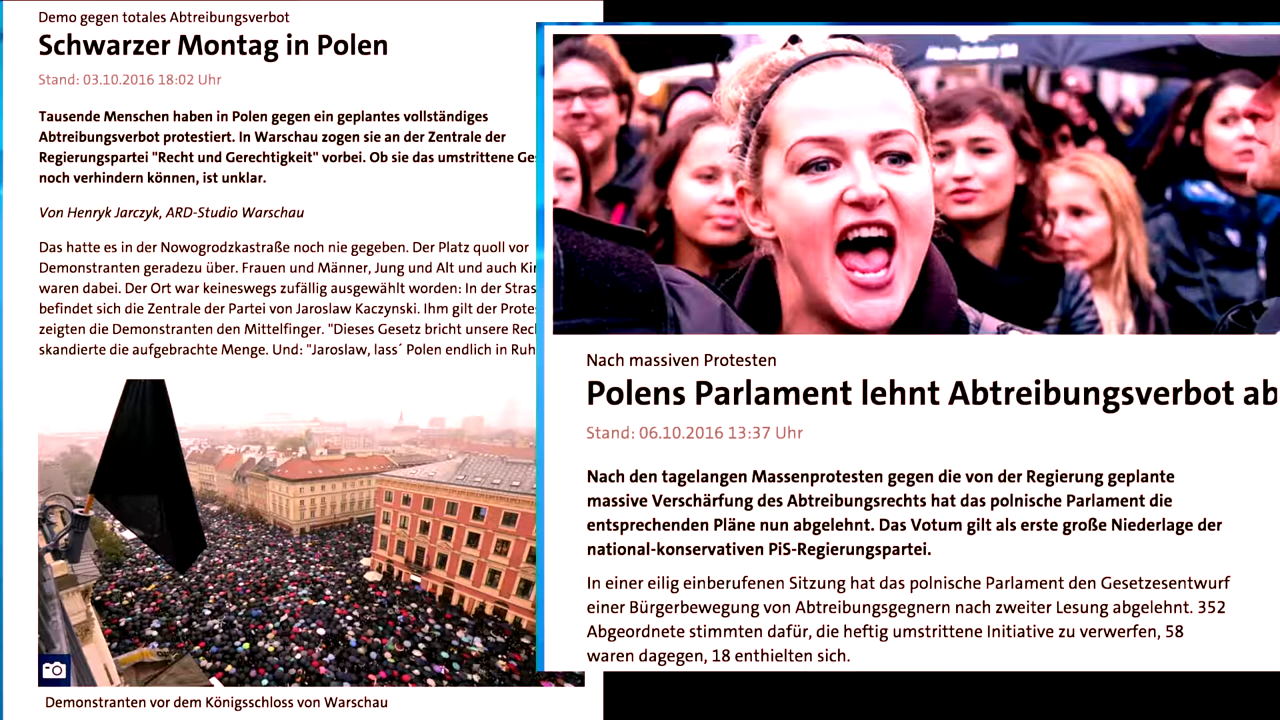 Demo gegen totales Abtreibungsverbot
Schwarzer Montag in Polen
Stand: 03.10.2016 18:02 Uhr
Tausende Menschen haben in Polen gegen ein geplantes vollständiges
Abtreibungsverbot protestiert. In Warschau zogen sie an der Zentrale der
Regierungspartei "Recht und Gerechtigkeit" vorbei. Ob sie das umstrittene
noch verhindern können, ist unklar.
Von Henryk Jarczyk, ARD-Studio Warschau
Das hatte es in der Nowogrodzkastraße noch nie gegeben. Der Platz quoll vor
Demonstranten geradezu über. Frauen und Männer, Jung und Alt und auch
waren dabei. Der Ort war keineswegs zufällig ausgewählt worden: In der
befindet sich die Zentrale der Partei von Jaroslaw Kaczynski. Ihm gilt der
zeigten die Demonstranten den Mittelfinger. "Dieses Gesetz bricht unsere
skandierte die aufgebrachte Menge. Und: "Jaroslaw, lass´ Polen endlich in
Demonstranten vor dem Königsschloss von Warschau
Nach massiven Protesten
Polens Parlament lehnt Abtreibungsverbot ab
Stand: 06.10.2016 13:37 Uhr
Nach den tagelangen Massenprotesten gegen die von der Regierung geplante
massive Verschärfung des Abtreibungsrechts hat das polnische Parlament die
entsprechenden Pläne nun abgelehnt. Das Votum gilt als erste große Niederlage der
national-konservativen PiS-Regierungspartei.
In einer eilig einberufenen Sitzung hat das polnische Parlament den Gesetzesentwurf
einer Bürgerbewegung von Abtreibungsgegnern nach zweiter Lesung abgelehnt. 352
Abgeordnete stimmten dafür, die heftig umstrittene Initiative zu verwerfen, 58
waren dagegen, 18 enthielten sich.